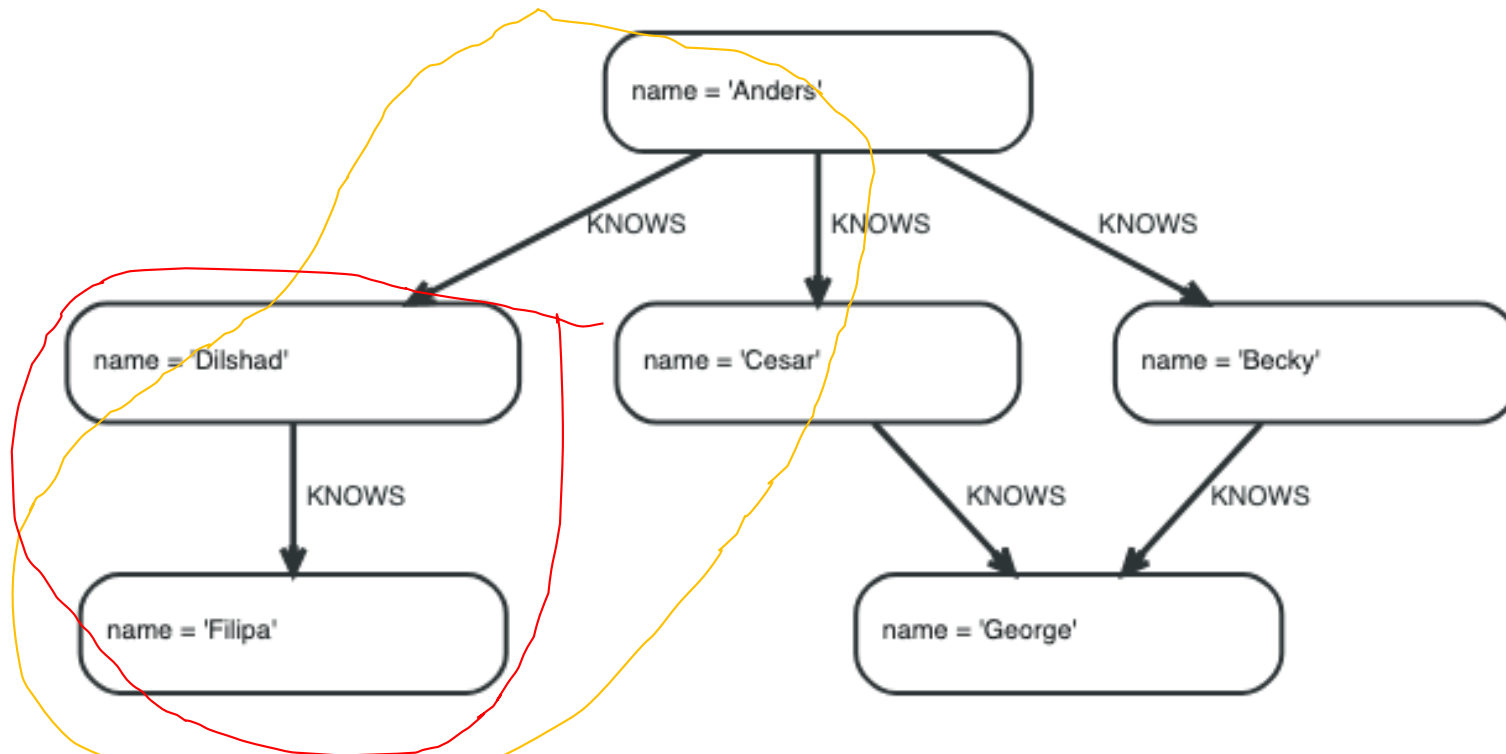 name = 'Anders'
KNOWS
KNOWS
KNOWS
name = 'Dilshad'
name = 'Cesar'
name = 'Becky'
KNOWS
KNOWS
KNOWS
name = 'Filipa'
name = 'George'